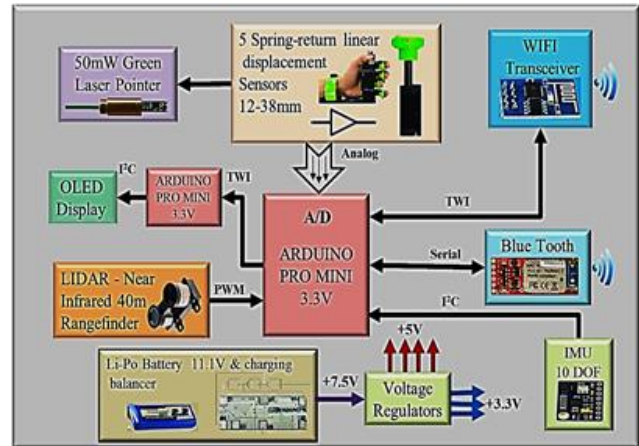 50mW Green
Laser Pointer
5 Spring-return linear
displacement
Sensors
12-38mm
WIFI
Transceiver
Analog
I²C
TWI
OLED
Display
ARDUINO
PRO MINI
3.3V
A/D
ARDUINO
PRO MINI
3.3V
TWI
Serial
Blue Tooth
LIDAR - Near
Infrared 40m
Rangefinder
PWM
I²C
+5V
Li-Po Battery 11.1V & charging
balancer
+7.5V
Voltage
Regulators
+3.3V
IMU
10 DOF